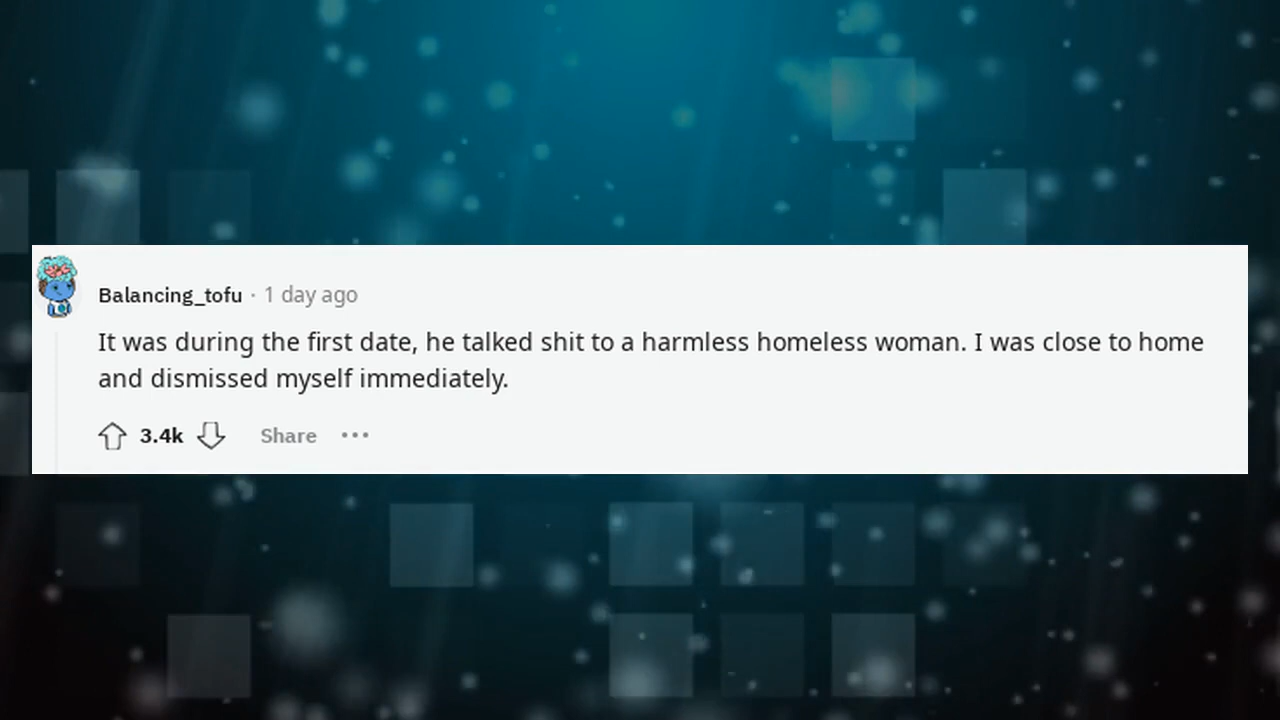 Balancing_tofu · 1 day ago
It was during the first date, he talked shit to a harmless homeless woman. I was close to home
and dismissed myself immediately.
3.4k Share •••